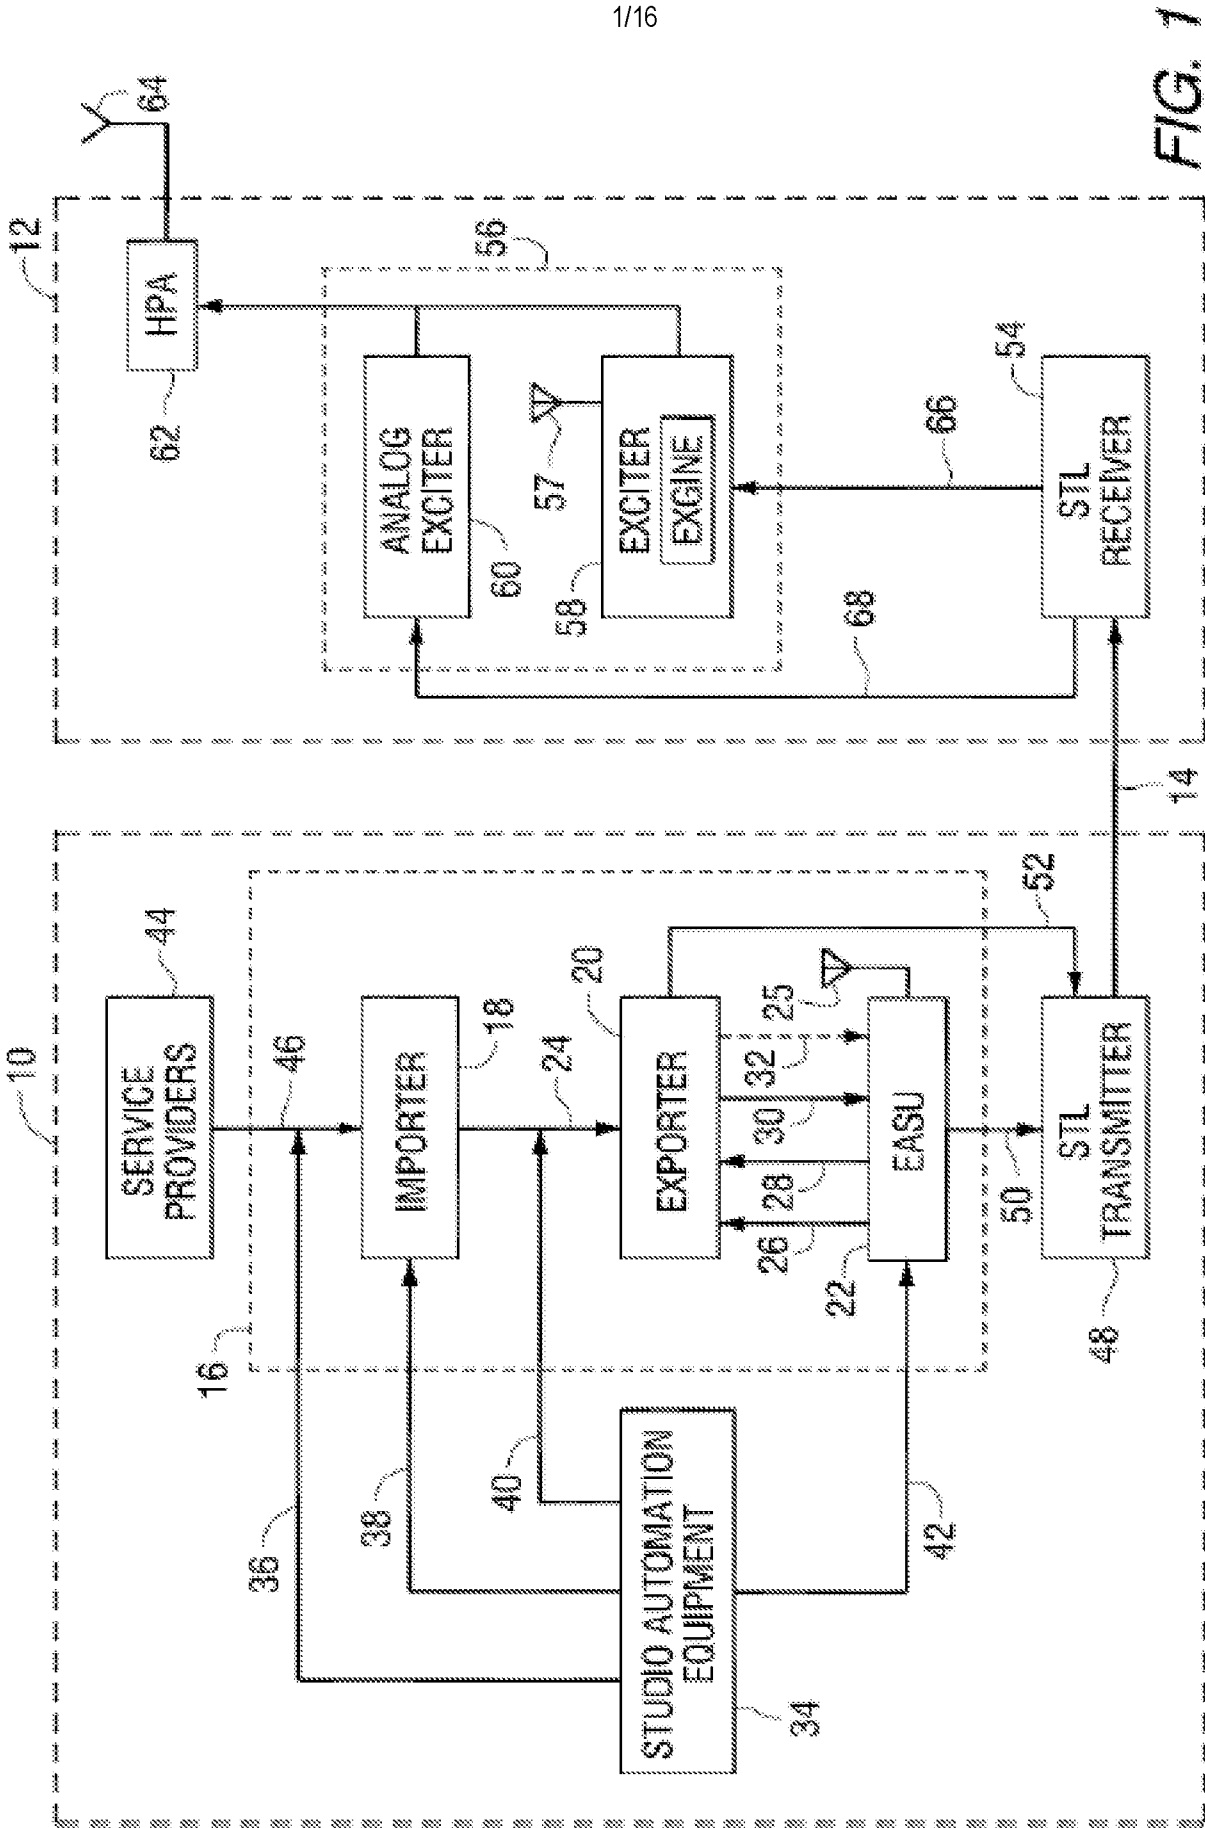 1/16
10
SERVICE
PROVIDERS
44
46
16
36
IMPORTER
18
38
24
40
EXPORTER
20
26
28
30
32
25
22
EASU
STUDIO AUTOMATION
EQUIPMENT
34
42
50
52
STL
TRANSMITTER
48
14
12
HPA
62
64
56
ANALOG
EXCITER
60
57
EXCITER
EXGINE
58
66
68
54
STL
RECEIVER
FIG. 1